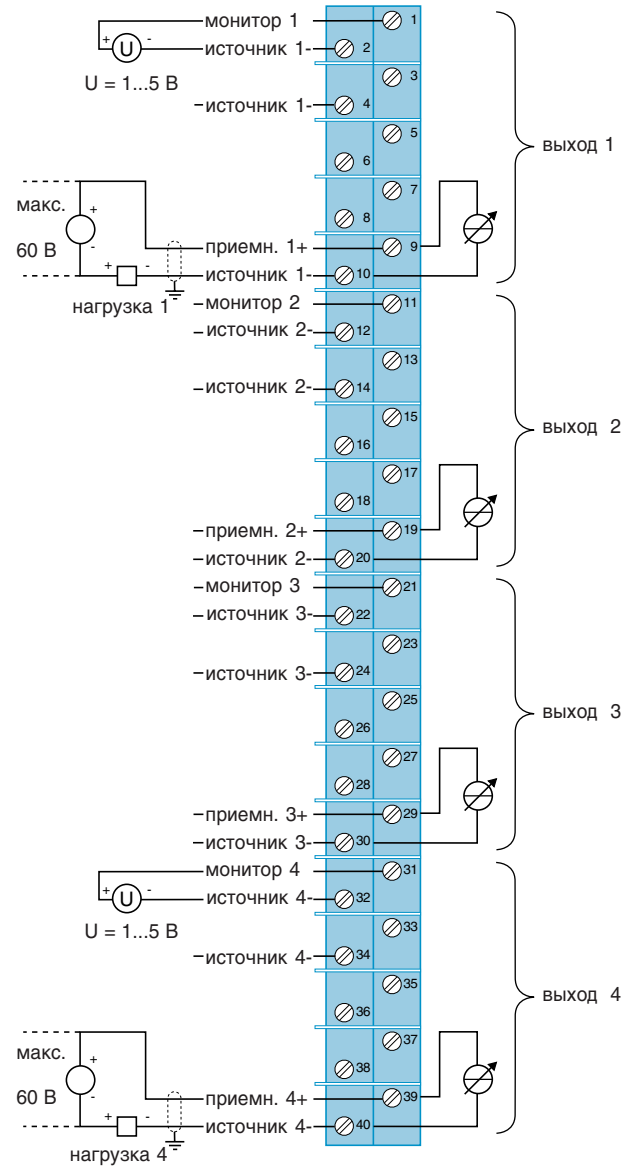 монитор 1 1
+ U - источник 1- 2
U = 1...5 В
3
источник 1- 4
5
выход 1
6
7
макс. + 8
60 В - приемн. 1+ 9
+ - источник 1- 10
нагрузка 1 монитор 2 11
источник 2- 12
13
источник 2- 14
15
выход 2
16
17
18
приемн. 2+ 19
источник 2- 20
монитор 3 21
источник 3- 22
23
источник 3- 24
25
выход 3
26
27
28
приемн. 3+ 29
источник 3- 30
монитор 4 31
+ U - источник 4- 32
U = 1...5 В
33
источник 4- 34
35
выход 4
36
37
макс. + 38
60 В - приемн. 4+ 39
+ - источник 4- 40
нагрузка 4